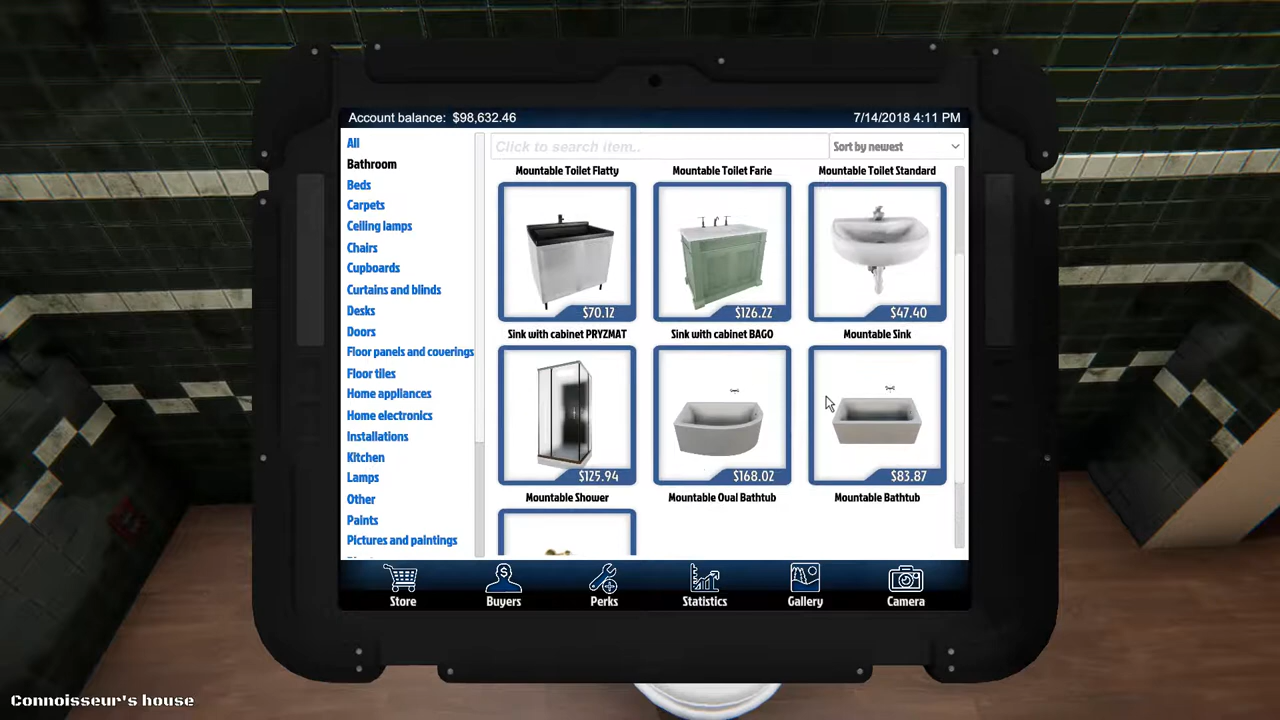 Account balance: $98,632.46
7/14/2018 4:11 PM
All
Bathroom
Beds
Carpets
Ceiling lamps
Chairs
Cupboards
Curtains and blinds
Desks
Doors
Floor panels and coverings
Floor tiles
Home appliances
Home electronics
Installations
Kitchen
Lamps
Other
Paints
Pictures and paintings
Click to search item..
Sort by newest
Mountable Toilet Flatty
Mountable Toilet Farie
Mountable Toilet Standard
$70.12
$126.22
$47.40
Sink with cabinet PRYZMAT
Sink with cabinet BAGO
Mountable Sink
$125.94
$168.02
$83.87
Mountable Shower
Mountable Oval Bathtub
Mountable Bathtub
Store
Buyers
Perks
Statistics
Gallery
Camera
Connoisseur's house